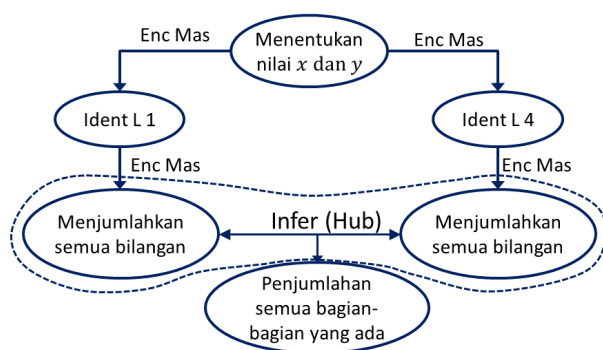 Enc Mas
Menentukan
nilai x dan y
Enc Mas
Ident L 1
Ident L 4
Enc Mas
Enc Mas
Menjumlahkan
semua bilangan
Infer (Hub)
Menjumlahkan
semua bilangan
Penjumlahan
semua bagian-
bagian yang ada